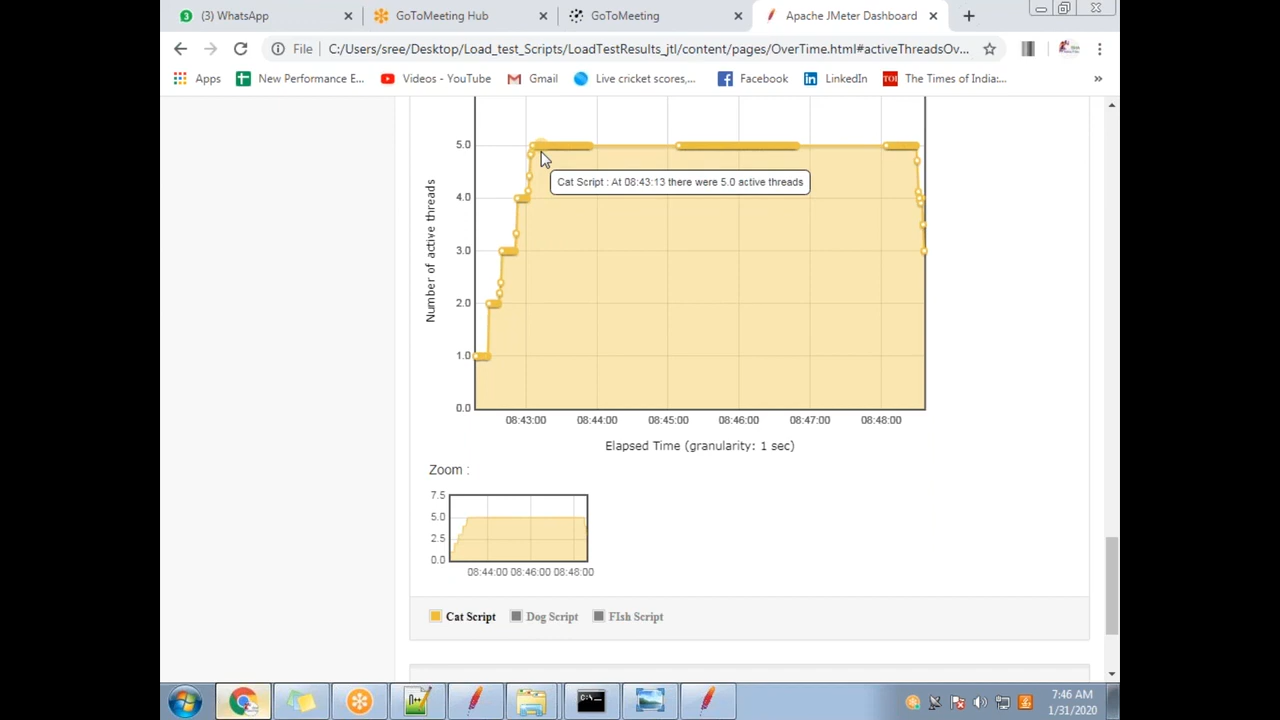 (3) WhatsApp
GoToMeeting Hub
GoToMeeting
Apache JMeter Dashboard
File C:/Users/sree/Desktop/Load_test_Scripts/LoadTestResults_jtl/content/pages/OverTime.html#activeThreadsOv...
Apps New Performance E... Videos - YouTube Gmail Live cricket scores,... Facebook LinkedIn TOI The Times of India:... »
5.0
4.0
3.0
2.0
1.0
0.0
Number of active threads
Cat Script : At 08:43:13 there were 5.0 active threads
08:43:00 08:44:00 08:45:00 08:46:00 08:47:00 08:48:00
Elapsed Time (granularity: 1 sec)
Zoom :
7.5
5.0
2.5
0.0
08:44:00 08:46:00 08:48:00
Cat Script Dog Script FIsh Script
7:46 AM
1/31/2020